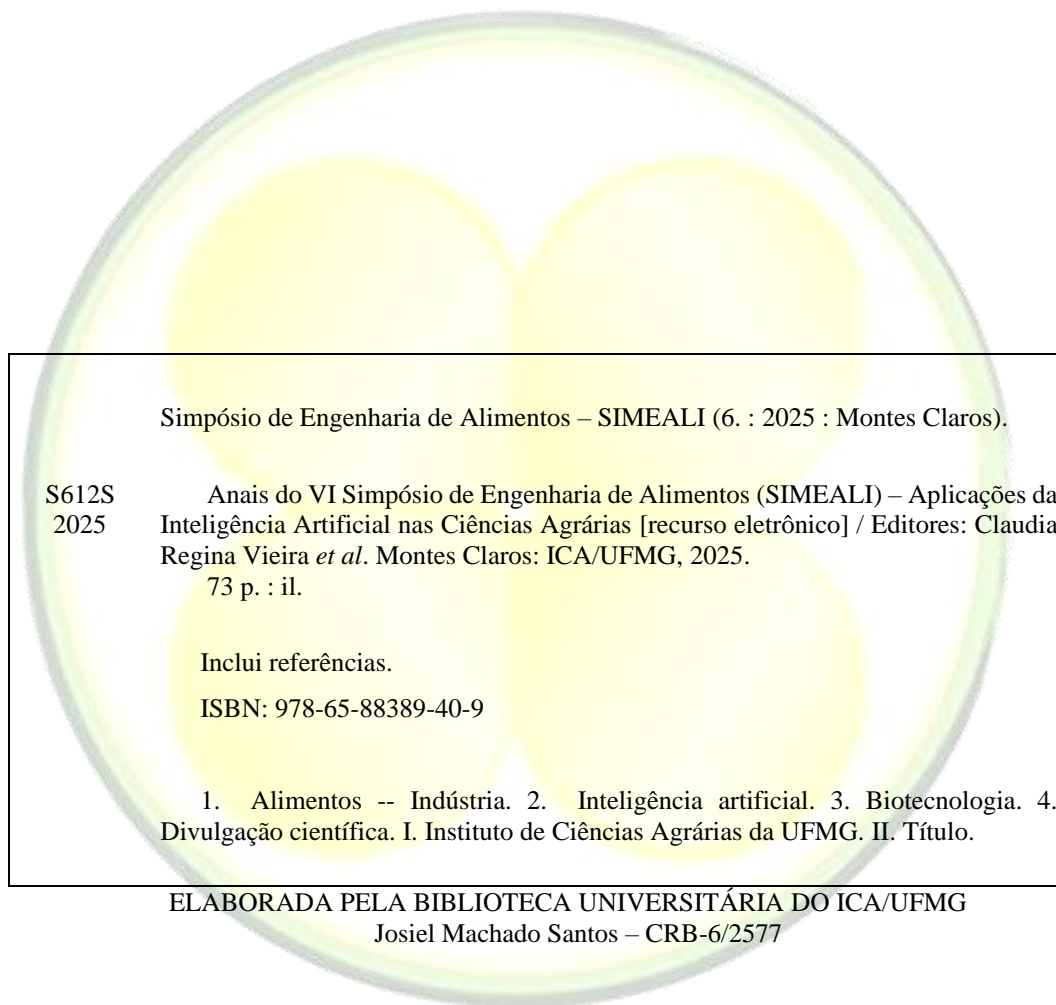 Simpósio de Engenharia de Alimentos – SIMEALI (6. : 2025 : Montes Claros).
S612S
2025
Anais do VI Simpósio de Engenharia de Alimentos (SIMEALI) – Aplicações da
Inteligência Artificial nas Ciências Agrárias [recurso eletrônico] / Editores: Claudia
Regina Vieira et al. Montes Claros: ICA/UFMG, 2025.
73 p. : il.
Inclui referências.
ISBN: 978-65-88389-40-9
1. Alimentos -- Indústria. 2. Inteligência artificial. 3. Biotecnologia. 4.
Divulgação científica. I. Instituto de Ciências Agrárias da UFMG. II. Título.
ELABORADA PELA BIBLIOTECA UNIVERSITÁRIA DO ICA/UFMG
Josiel Machado Santos – CRB-6/2577